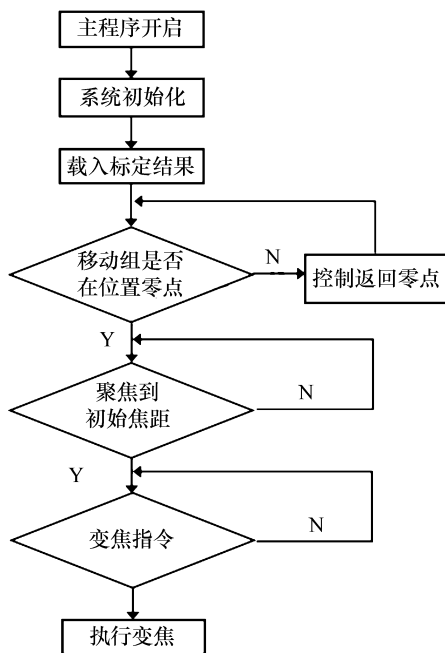 主程序开启
系统初始化
载入标定结果
移动组是否
在位置零点
N
控制返回零点
Y
聚焦到
初始焦距
N
Y
变焦指令
N
执行变焦